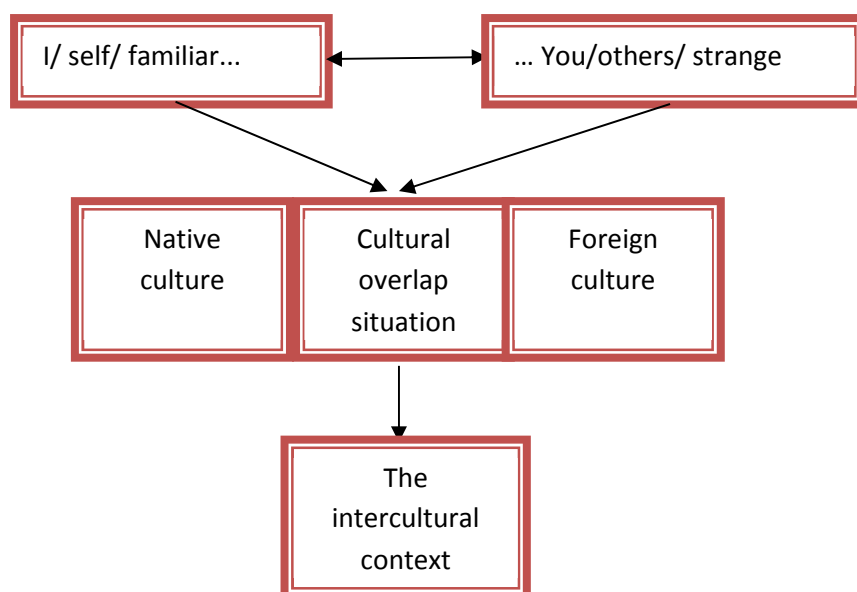 I/ self/ familiar...
... You/others/ strange
Native
culture
Cultural
overlap
situation
Foreign
culture
The
intercultural
context